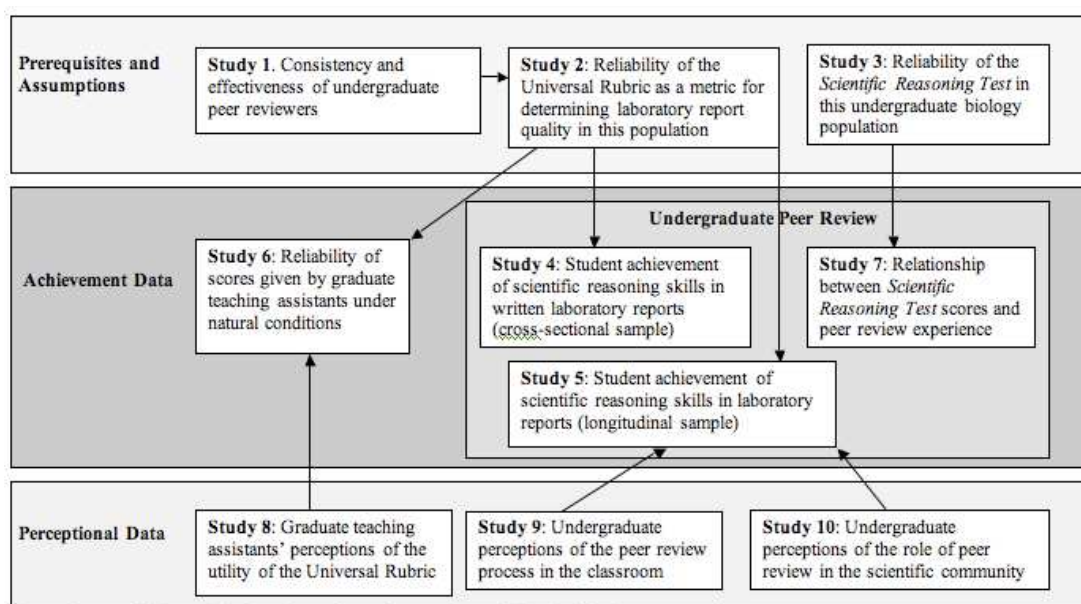 Prerequisites and
Assumptions
Study 1. Consistency and
effectiveness of undergraduate
peer reviewers
Study 2: Reliability of the
Universal Rubric as a metric for
determining laboratory report
quality in this population
Study 3: Reliability of the
Scientific Reasoning Test in
this undergraduate biology
population
Achievement Data
Undergraduate Peer Review
Study 6: Reliability of
scores given by graduate
teaching assistants under
natural conditions
Study 4: Student achievement
of scientific reasoning skills in
written laboratory reports
(cross-sectional sample)
Study 7: Relationship
between Scientific
Reasoning Test scores and
peer review experience
Study 5: Student achievement of
scientific reasoning skills in laboratory
reports (longitudinal sample)
Perceptional Data
Study 8: Graduate teaching
assistants' perceptions of the
utility of the Universal Rubric
Study 9: Undergraduate
perceptions of the peer review
process in the classroom
Study 10: Undergraduate
perceptions of the role of peer
review in the scientific community